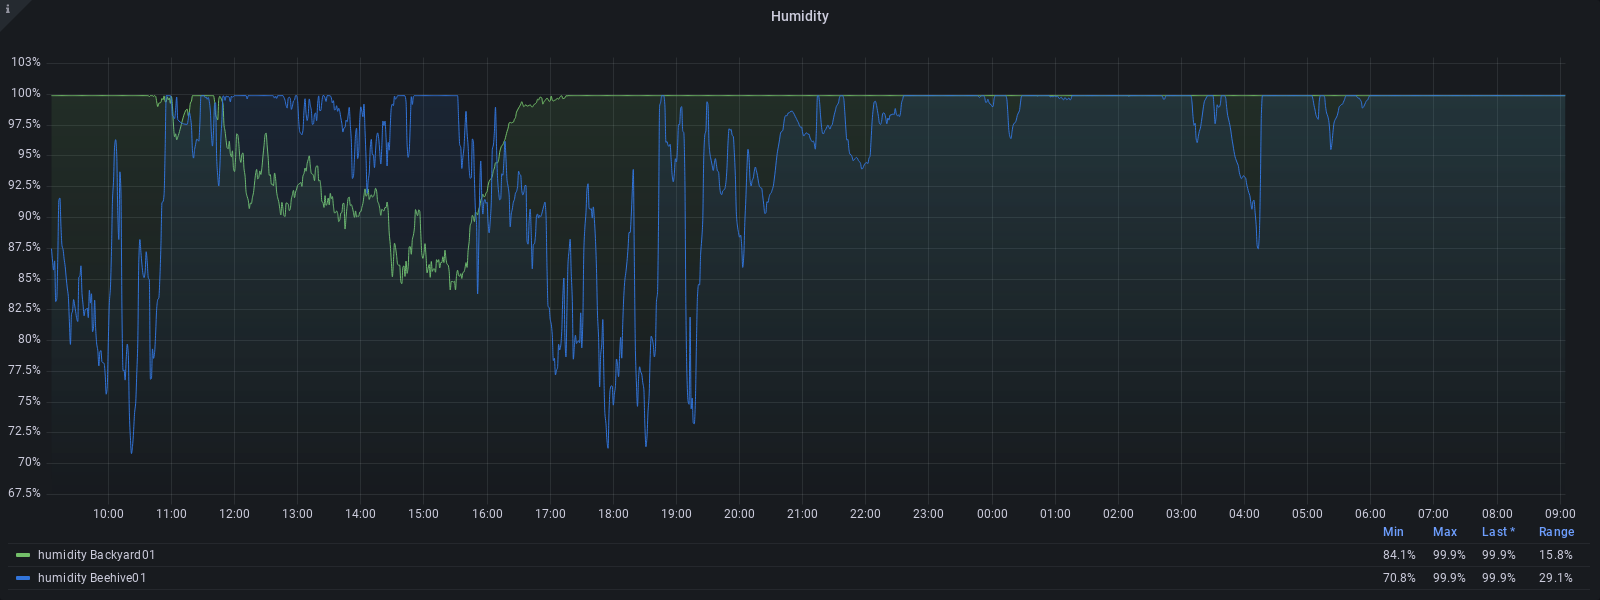 i
Humidity
103%
100%
97.5%
95%
92.5%
90%
87.5%
85%
82.5%
80%
77.5%
75%
72.5%
70%
67.5%
10:00 11:00 12:00 13:00 14:00 15:00 16:00 17:00 18:00 19:00 20:00 21:00 22:00 23:00 00:00 01:00 02:00 03:00 04:00 05:00 06:00 07:00 08:00 09:00
Min Max Last * Range
humidity Backyard01 84.1% 99.9% 99.9% 15.8%
humidity Beehive01 70.8% 99.9% 99.9% 29.1%